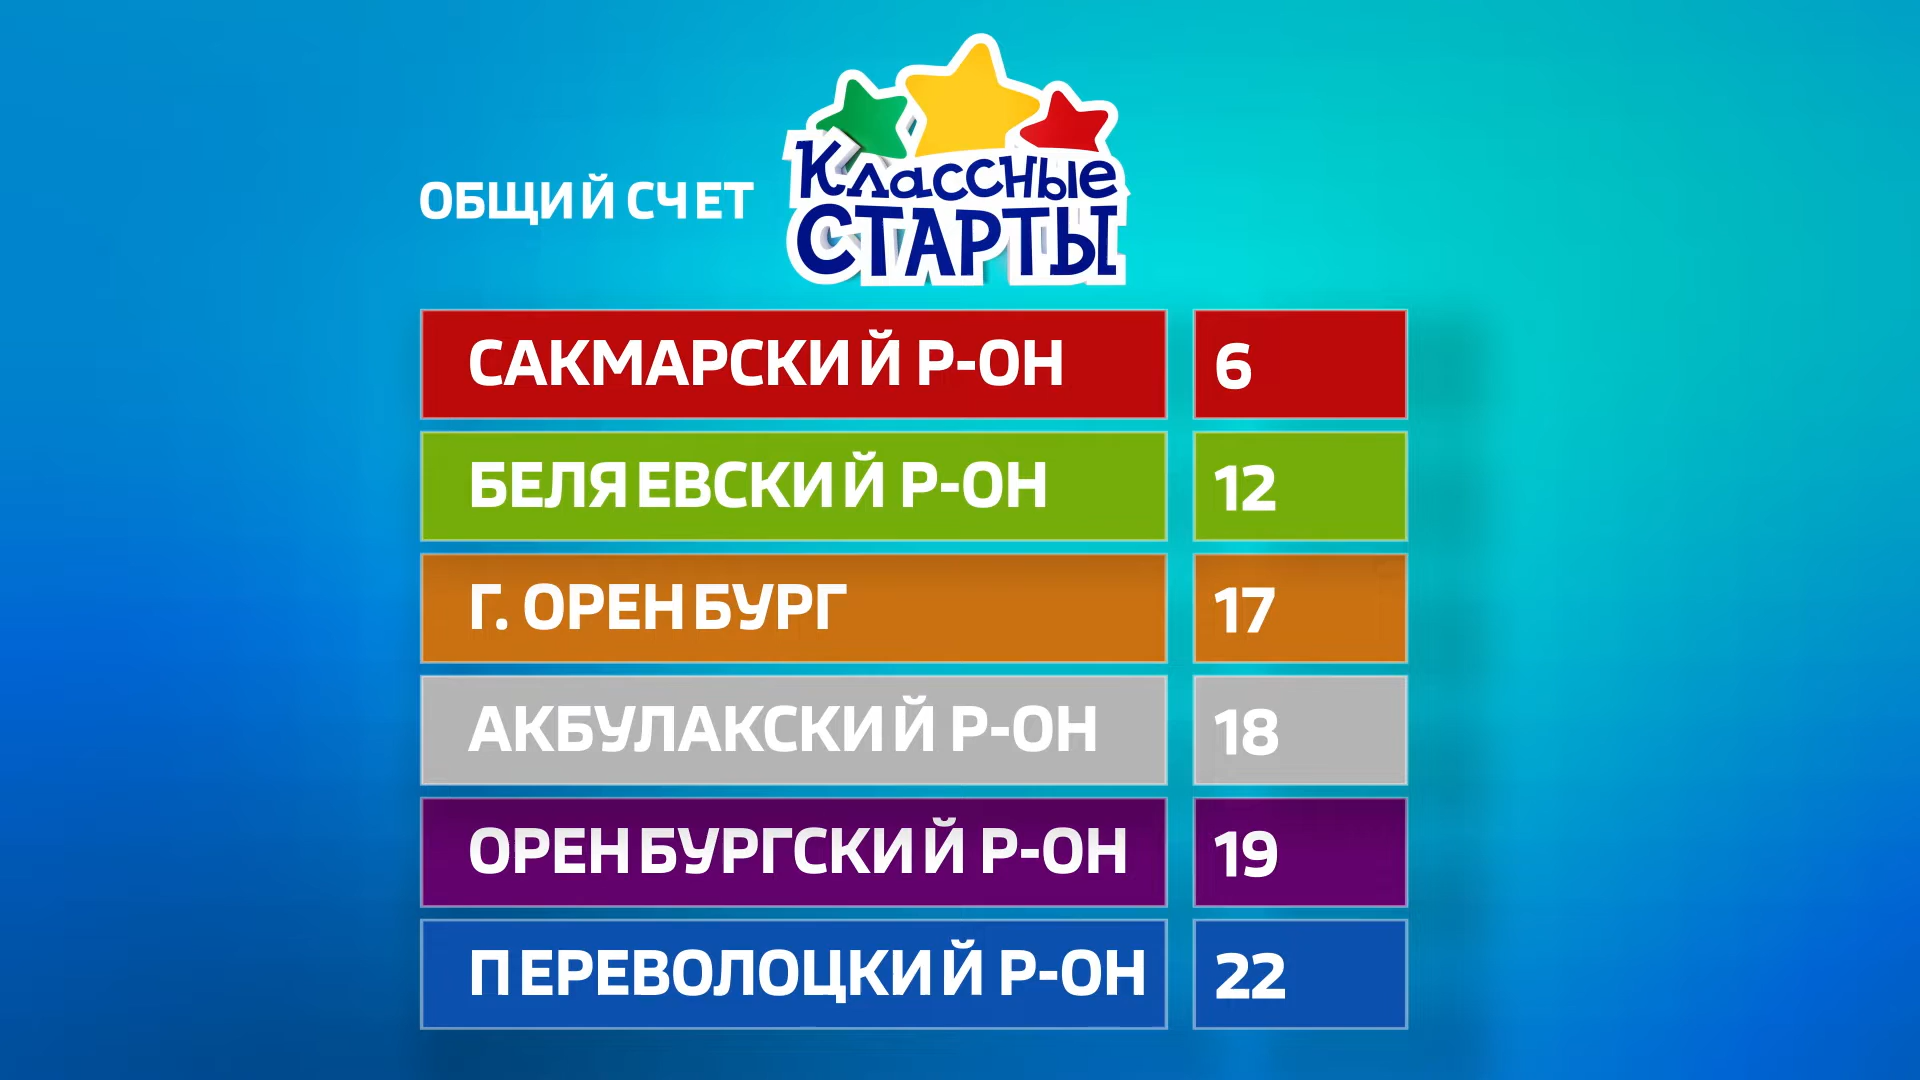 ОБЩИЙ СЧЕТ
Классные
СТАРТЫ
САКМАРСКИЙ Р-ОН 6
БЕЛЯЕВСКИЙ Р-ОН 12
Г. ОРЕНБУРГ 17
АКБУЛАКСКИЙ Р-ОН 18
ОРЕНБУРГСКИЙ Р-ОН 19
ПЕРЕВОЛОЦКИЙ Р-ОН 22